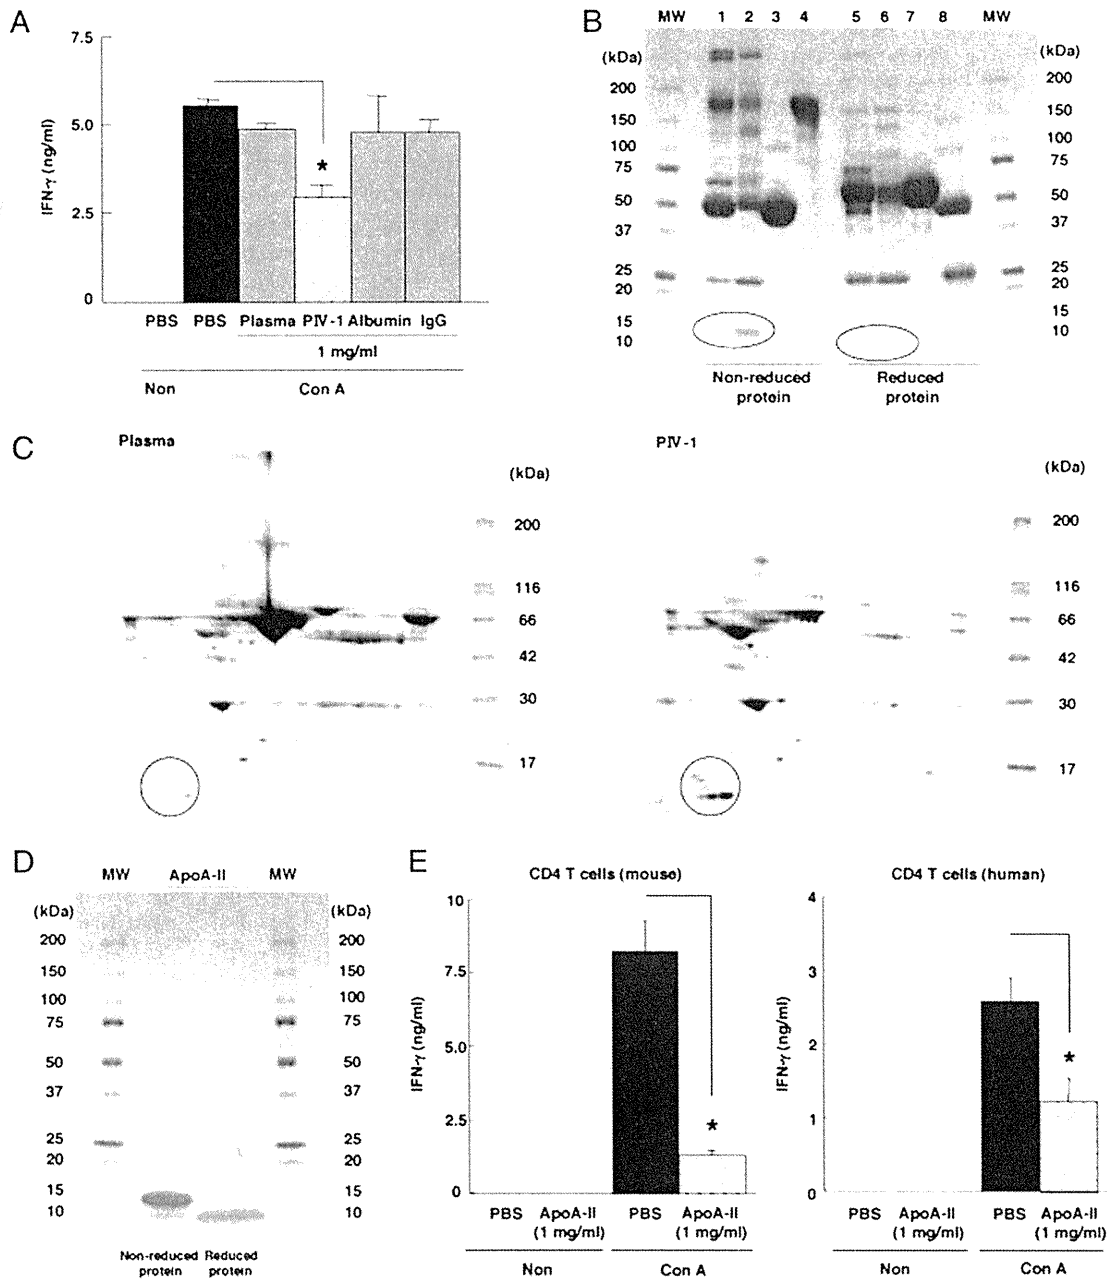 A
7.5
5.0
2.5
0
IFN-γ (ng/ml)
*
PBS PBS Plasma PIV-1 Albumin IgG
1 mg/ml
Non Con A
B
MW 1 2 3 4 5 6 7 8 MW
(kDa) (kDa)
200 200
150 150
100 100
75 75
50 50
37 37
25 25
20 20
15 15
10 10
Non-reduced protein
Reduced protein
C
Plasma
(kDa)
200
116
66
42
30
17
PIV-1
(kDa)
200
116
66
42
30
17
D
MW ApoA-II MW
(kDa) (kDa)
200 200
150 150
100 100
75 75
50 50
37 37
25 25
20 20
15 15
10 10
Non-reduced protein
Reduced protein
E
CD4 T cells (mouse)
10
7.5
5.0
2.5
0
IFN-γ (ng/ml)
*
PBS ApoA-II PBS ApoA-II
(1 mg/ml) (1 mg/ml)
Non Con A
CD4 T cells (human)
4
3
2
1
0
IFN-γ (ng/ml)
*
PBS ApoA-II PBS ApoA-II
(1 mg/ml) (1 mg/ml)
Non Con A